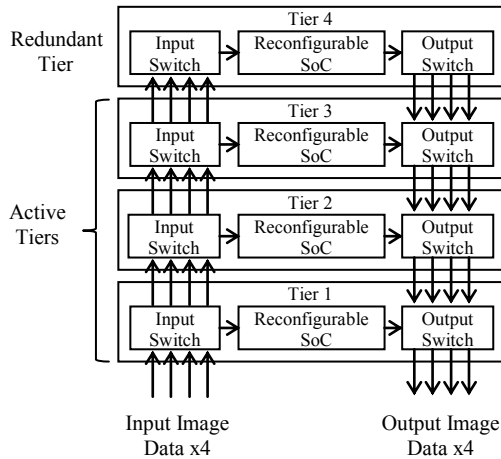 Redundant
Tier
Tier 4
Input
Switch
Reconfigurable
SoC
Output
Switch
Active
Tiers
Tier 3
Input
Switch
Reconfigurable
SoC
Output
Switch
Tier 2
Input
Switch
Reconfigurable
SoC
Output
Switch
Tier 1
Input
Switch
Reconfigurable
SoC
Output
Switch
Input Image
Data x4
Output Image
Data x4